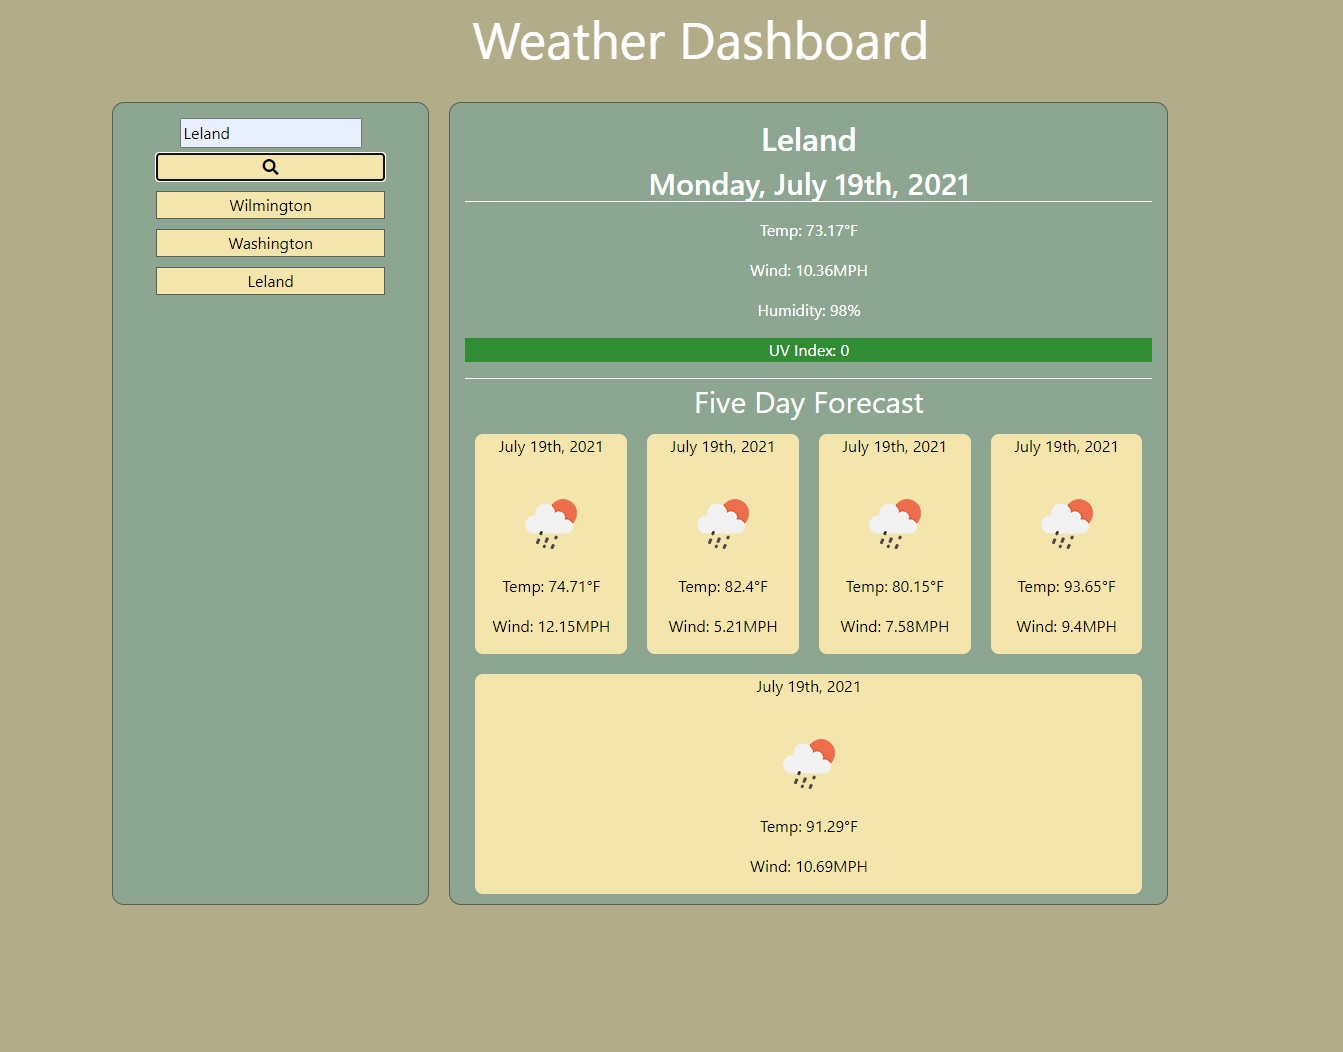 Weather Dashboard
Leland
Wilmington
Washington
Leland
Leland
Monday, July 19th, 2021
Temp: 73.17°F
Wind: 10.36MPH
Humidity: 98%
UV Index: 0
Five Day Forecast
July 19th, 2021
Temp: 74.71°F
Wind: 12.15MPH
July 19th, 2021
Temp: 82.4°F
Wind: 5.21MPH
July 19th, 2021
Temp: 80.15°F
Wind: 7.58MPH
July 19th, 2021
Temp: 93.65°F
Wind: 9.4MPH
July 19th, 2021
Temp: 91.29°F
Wind: 10.69MPH